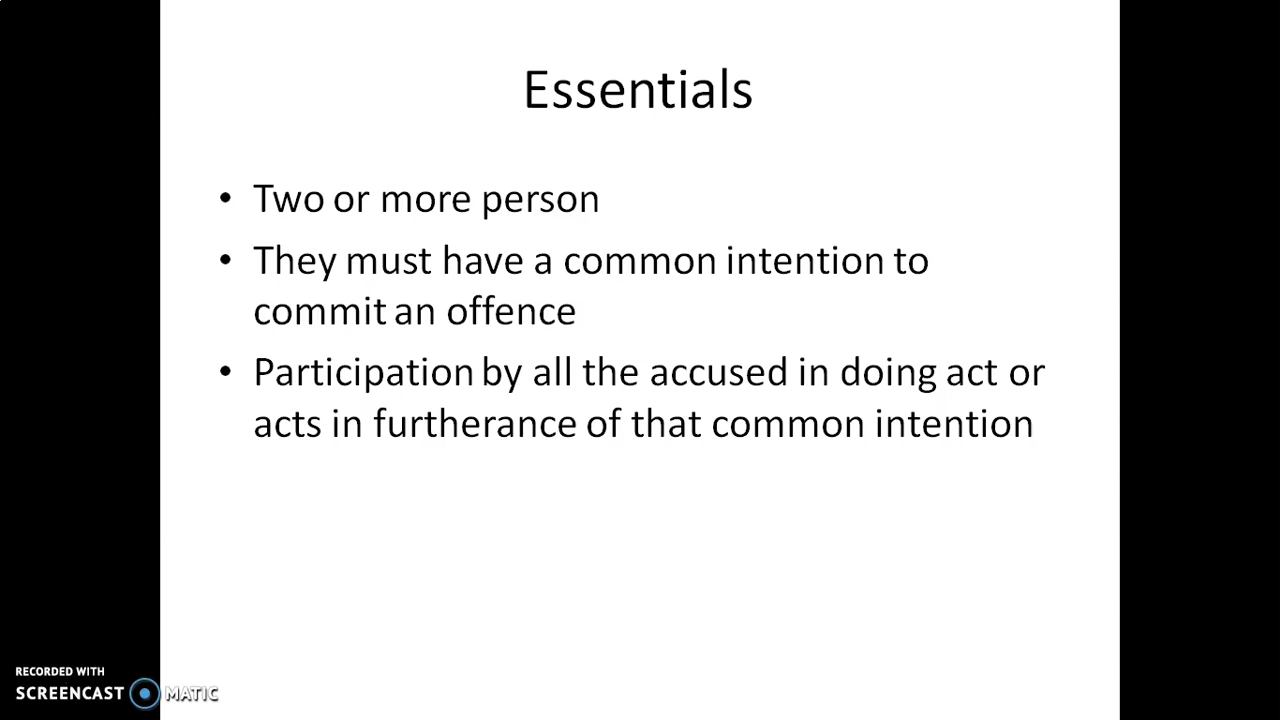 Essentials
• Two or more person
• They must have a common intention to
commit an offence
• Participation by all the accused in doing act or
acts in furtherance of that common intention
RECORDED WITH
SCREENCAST MATIC